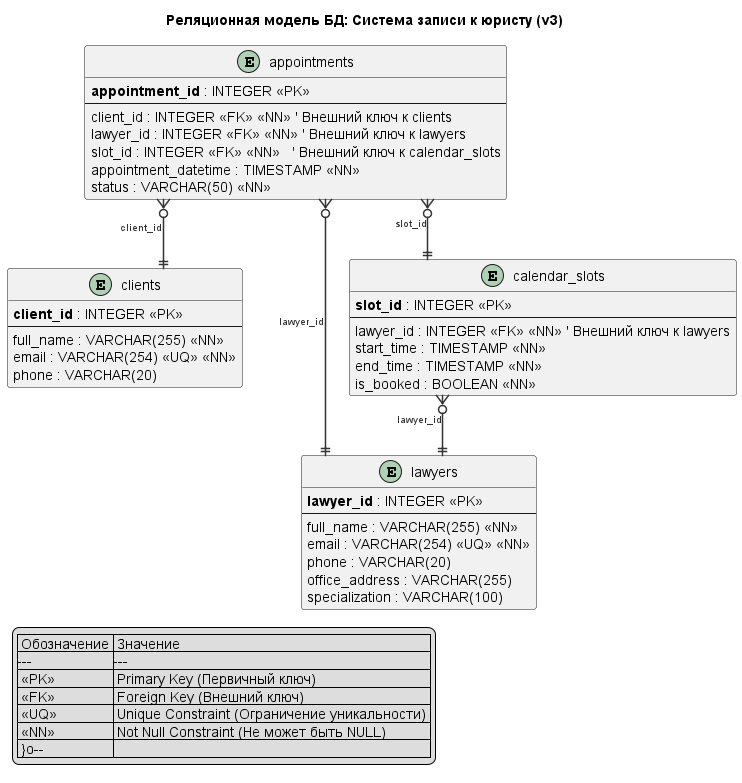 Реляционная модель БД: Система записи к юристу (v3)
E appointments
appointment_id : INTEGER «PK»
client_id : INTEGER «FK» «NN» ' Внешний ключ к clients
lawyer_id : INTEGER «FK» «NN» ' Внешний ключ к lawyers
slot_id : INTEGER «FK» «NN»   ' Внешний ключ к calendar_slots
appointment_datetime : TIMESTAMP «NN»
status : VARCHAR(50) «NN»
client_id
slot_id
E clients
client_id : INTEGER «PK»
full_name : VARCHAR(255) «NN»
email : VARCHAR(254) «UQ» «NN»
phone : VARCHAR(20)
lawyer_id
E calendar_slots
slot_id : INTEGER «PK»
lawyer_id : INTEGER «FK» «NN» ' Внешний ключ к lawyers
start_time : TIMESTAMP «NN»
end_time : TIMESTAMP «NN»
is_booked : BOOLEAN «NN»
lawyer_id
E lawyers
lawyer_id : INTEGER «PK»
full_name : VARCHAR(255) «NN»
email : VARCHAR(254) «UQ» «NN»
phone : VARCHAR(20)
office_address : VARCHAR(255)
specialization : VARCHAR(100)
Обозначение Значение
--- ---
«PK» Primary Key (Первичный ключ)
«FK» Foreign Key (Внешний ключ)
«UQ» Unique Constraint (Ограничение уникальности)
«NN» Not Null Constraint (Не может быть NULL)
}o--